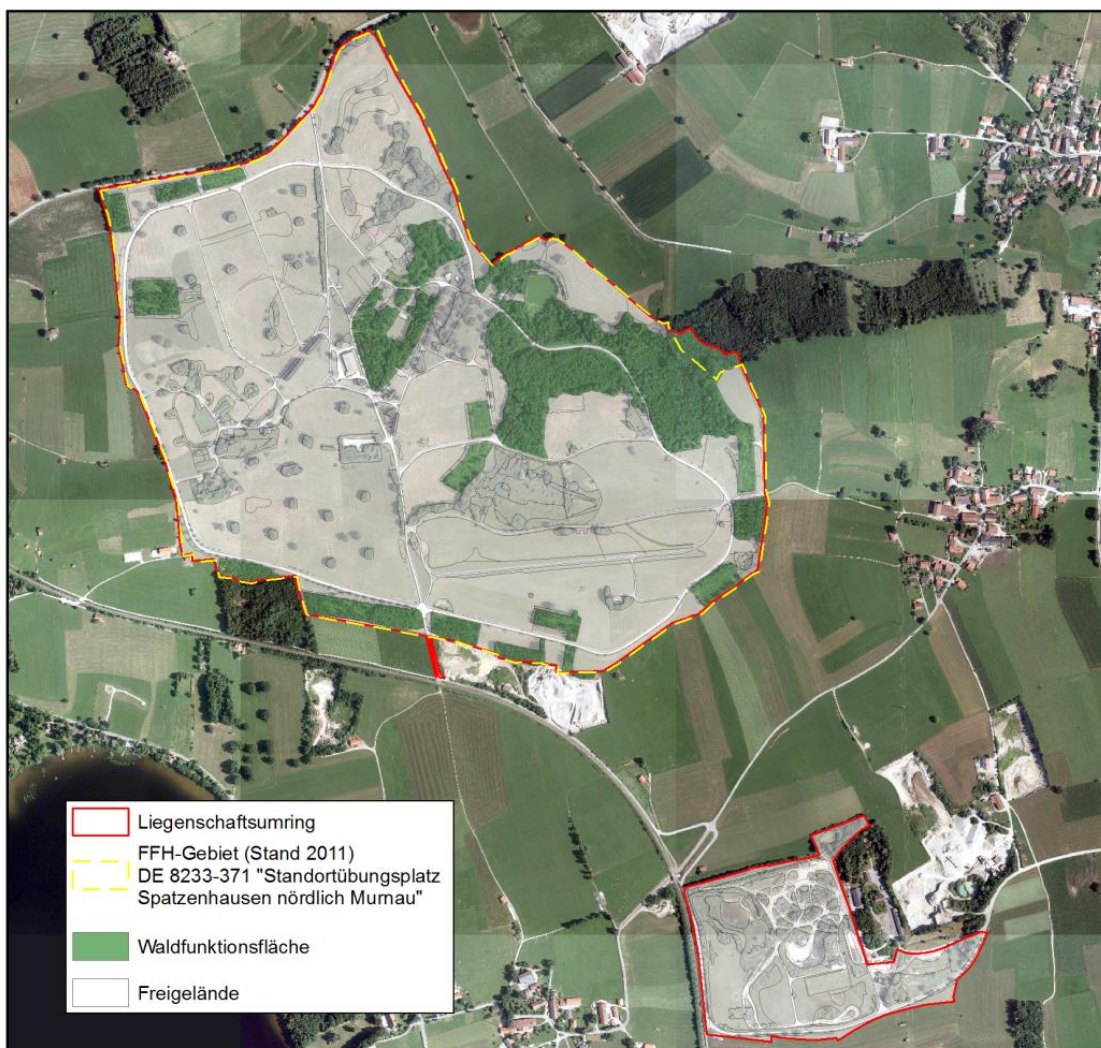 Liegenschaftsumring
FFH-Gebiet (Stand 2011)
DE 8233-371 "Standortübungsplatz
Spatzenhausen nördlich Murnau"
Waldfunktionsfläche
Freigelände